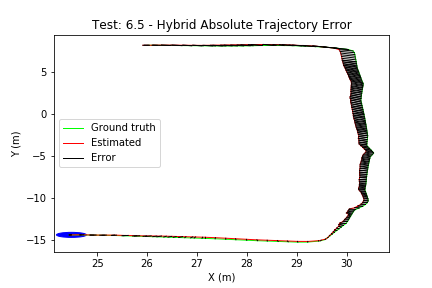 Test: 6.5 - Hybrid Absolute Trajectory Error
Y (m)
5
0
−5
−10
−15
Ground truth
Estimated
Error
25 26 27 28 29 30
X (m)